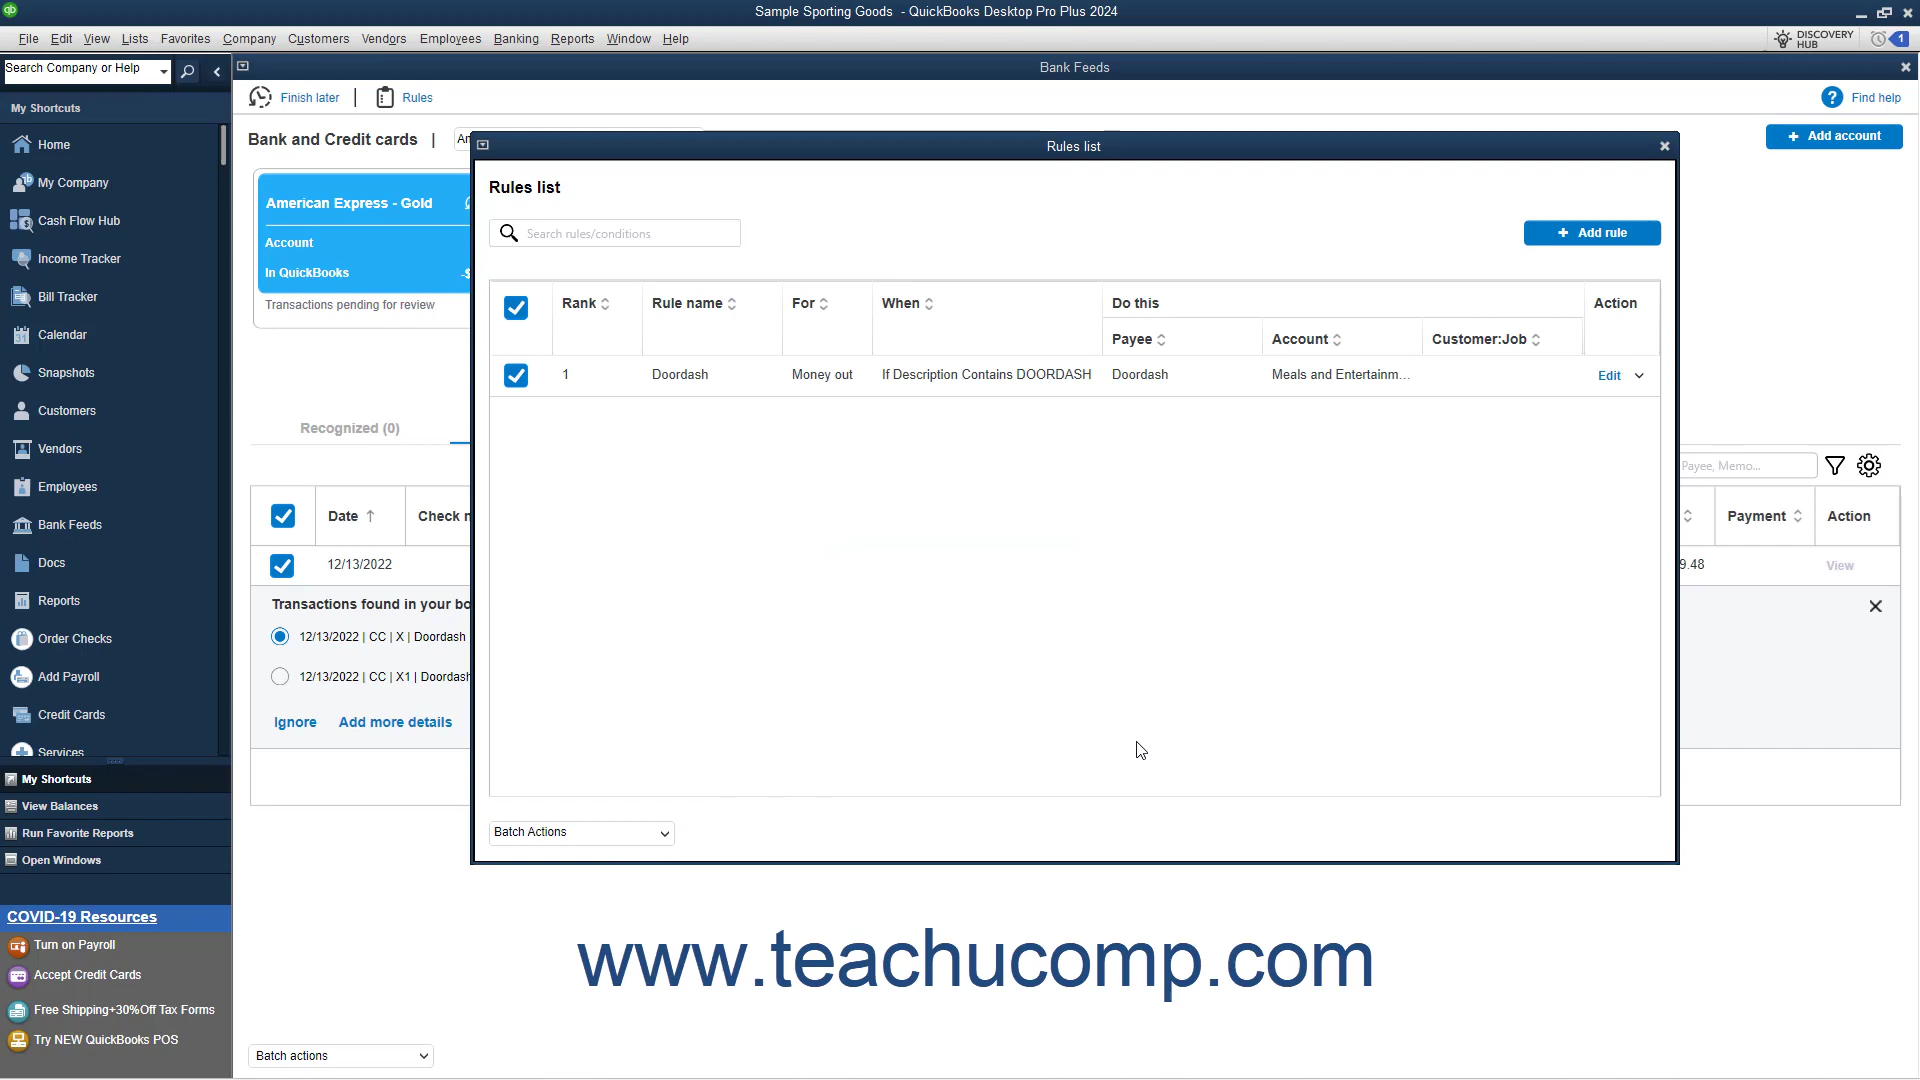 Sample Sporting Goods - QuickBooks Desktop Pro Plus 2024
File Edit View Lists Favorites Company Customers Vendors Employees Banking Reports Window Help
DISCOVERY HUB
1
Search Company or Help
Bank Feeds
My Shortcuts
Home
My Company
Cash Flow Hub
Income Tracker
Bill Tracker
Calendar
Snapshots
Customers
Vendors
Employees
Bank Feeds
Docs
Reports
Order Checks
Add Payroll
Credit Cards
Services
My Shortcuts
View Balances
Run Favorite Reports
Open Windows
COVID-19 Resources
Turn on Payroll
Accept Credit Cards
Free Shipping+30%Off Tax Forms
Try NEW QuickBooks POS
Finish later | Rules
? Find help
Bank and Credit cards |
+ Add account
American Express - Gold
Account
In QuickBooks -$
Transactions pending for review
Recognized (0)
Payee, Memo...
Date Check n
Payment Action
12/13/2022
9.48 View
Transactions found in your bo
12/13/2022 | CC | X | Doordash
12/13/2022 | CC | X1 | Doordash
Ignore Add more details
Batch actions
Rules list
Rules list
Search rules/conditions
+ Add rule
Rank Rule name For When Do this Action
Payee Account Customer:Job
1 Doordash Money out If Description Contains DOORDASH Doordash Meals and Entertainm... Edit
Batch Actions
www.teachucomp.com